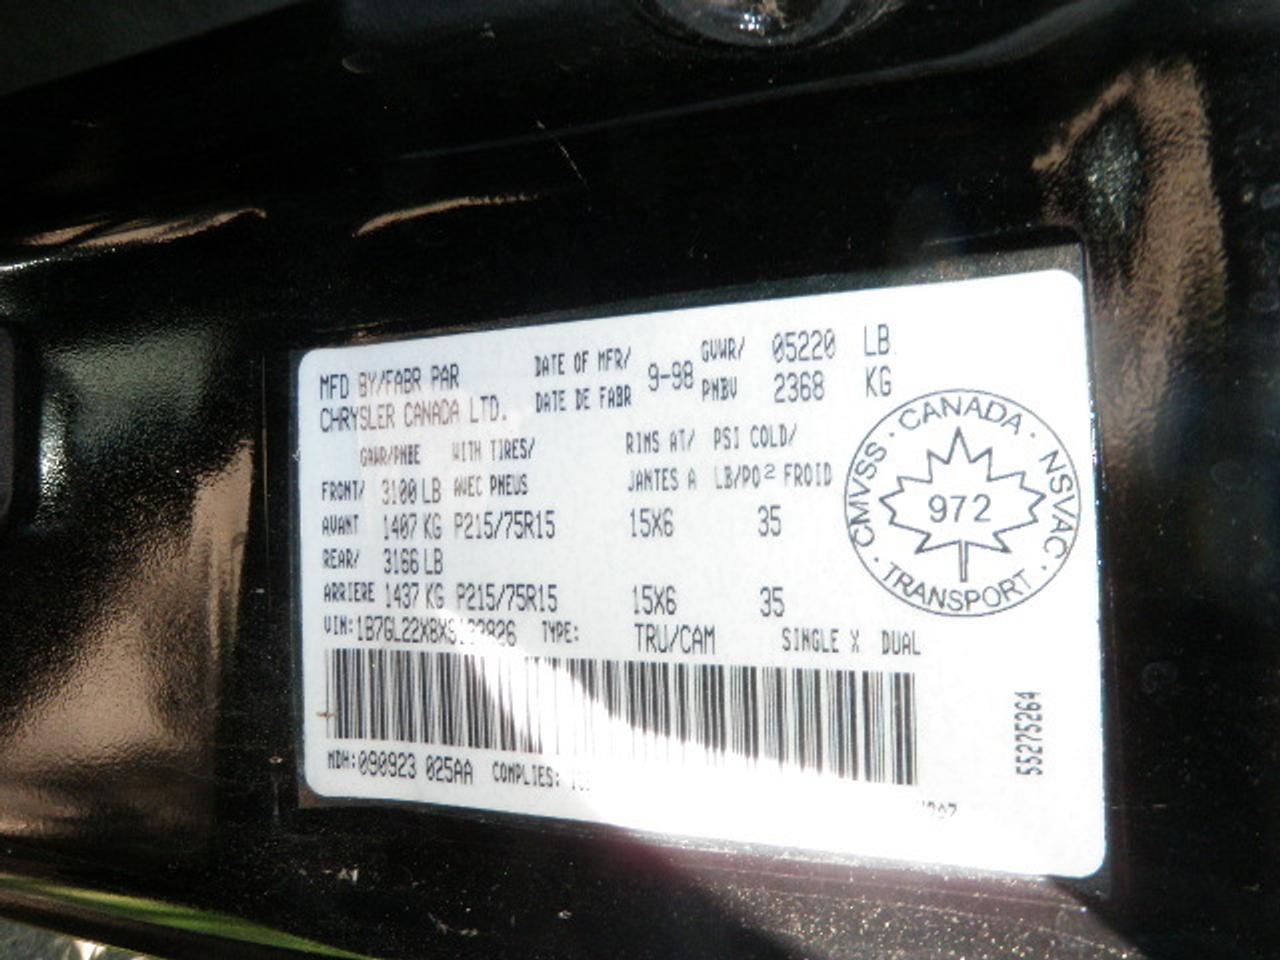 MFD BY/FABR PAR DATE OF MFR/ 9-98 GVWR/ 05220 LB
CHRYSLER CANADA LTD. DATE DE FABR PNBV 2368 KG
GAWR/PNBE WITH TIRES/ RIMS AT/ PSI COLD/
FRONT/ 3100 LB AVEC PNEUS JANTES A LB/PO² FROID
AVANT 1407 KG P215/75R15 15X6 35
REAR/ 3166 LB
ARRIERE 1437 KG P215/75R15 15X6 35
VIN: TYPE: TRU/CAM SINGLE X DUAL
MDH: 090923 025AA COMPLIES:
55275264
CANADA · NSVAC · TRANSPORT · CMVSS ·
972